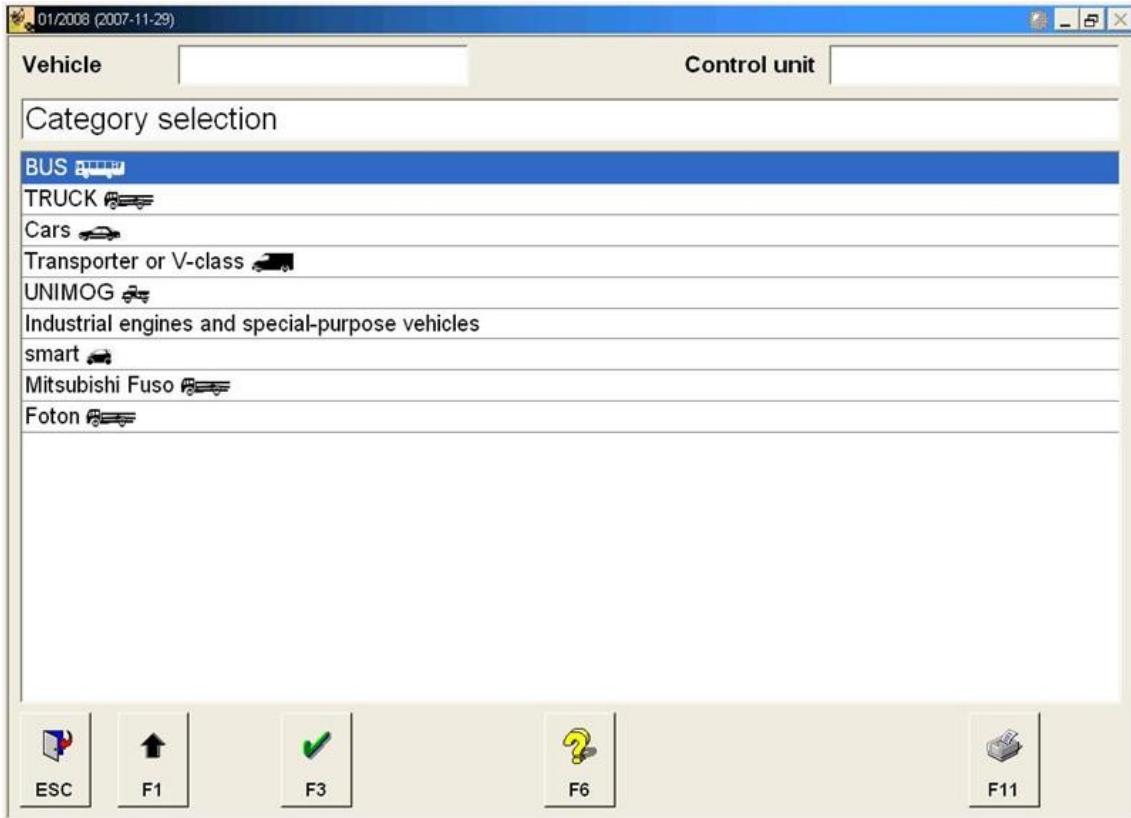 01/2008 (2007-11-29)
Vehicle Control unit
Category selection
BUS
TRUCK
Cars
Transporter or V-class
UNIMOG
Industrial engines and special-purpose vehicles
smart
Mitsubishi Fuso
Foton
ESC F1 F3 F6 F11